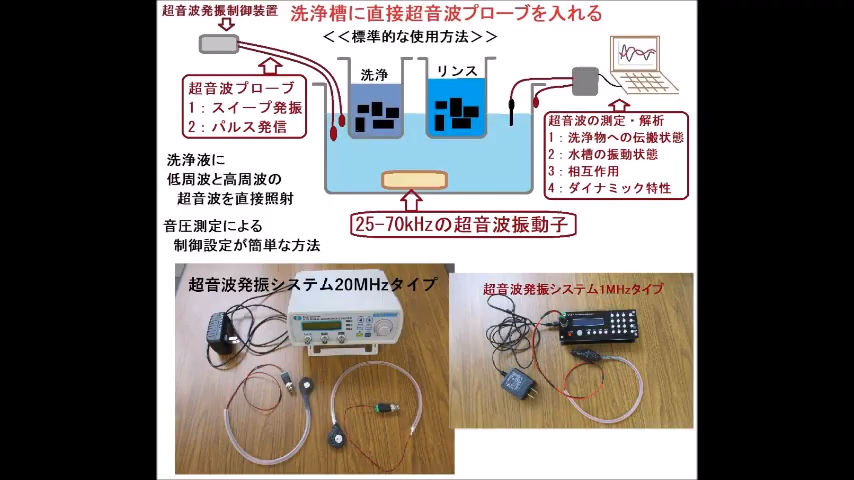 超音波発振制御装置
洗浄槽に直接超音波プローブを入れる
＜＜標準的な使用方法＞＞
洗浄
リンス
超音波プローブ
1：スイープ発振
2：パルス発信
超音波の測定・解析
1：洗浄物への伝搬状態
2：水槽の振動状態
3：相互作用
4：ダイナミック特性
洗浄液に
低周波と高周波の
超音波を直接照射
音圧測定による
制御設定が簡単な方法
25-70kHzの超音波振動子
超音波発振システム20MHzタイプ
超音波発振システム1MHzタイプ